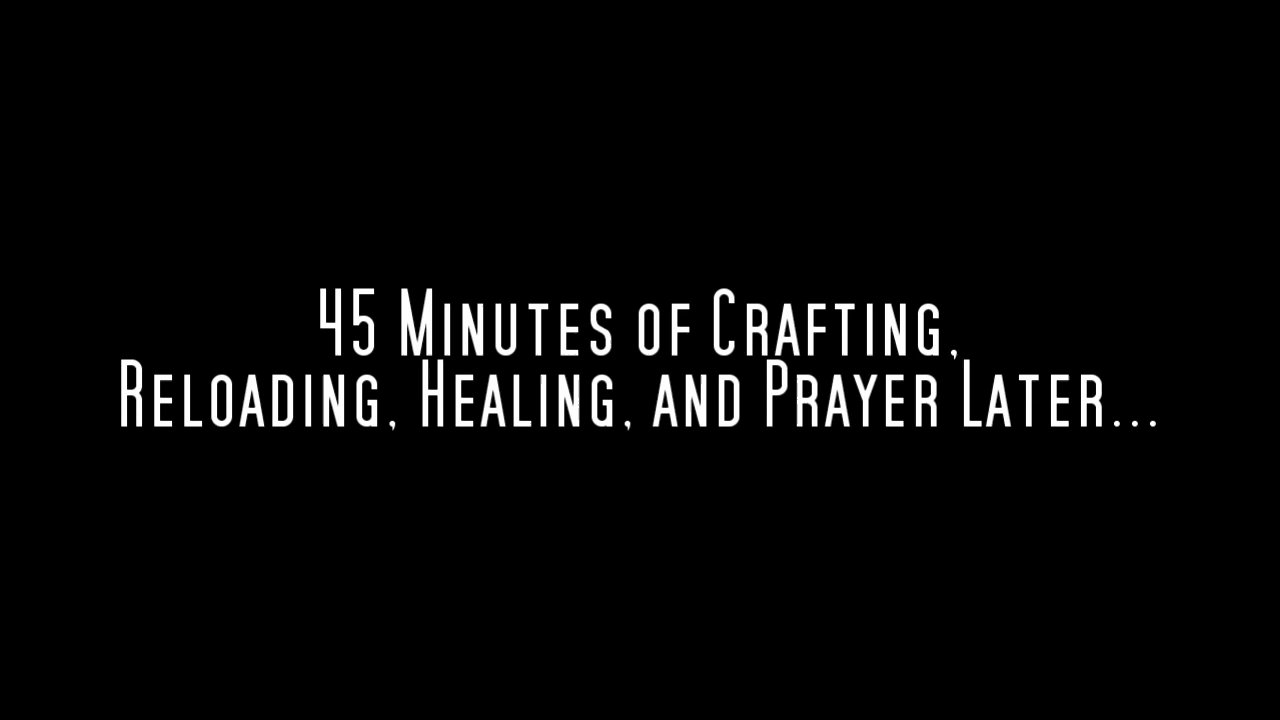 45 Minutes of Crafting,
Reloading, Healing, and Prayer Later...